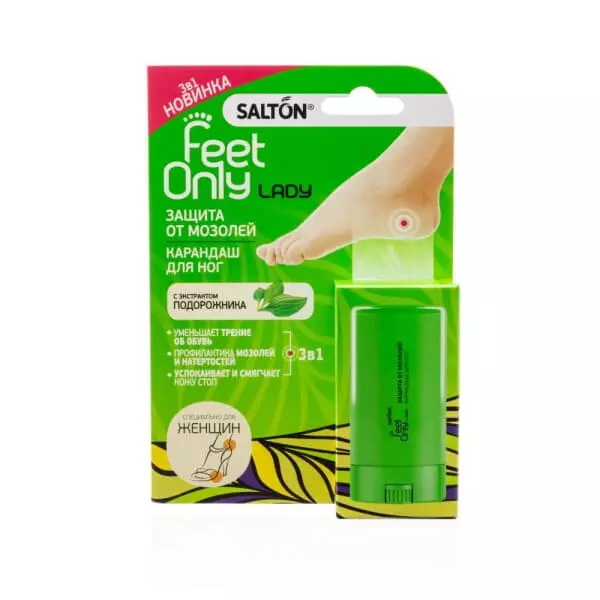 3в1
НОВИНКА
SALTON®
feet
Only LADY
ЗАЩИТА
ОТ МОЗОЛЕЙ
КАРАНДАШ
ДЛЯ НОГ
С ЭКСТРАКТОМ
ПОДОРОЖНИКА
• УМЕНЬШАЕТ ТРЕНИЕ
ОБ ОБУВЬ
• ПРОФИЛАКТИКА МОЗОЛЕЙ
И НАТЕРТОСТЕЙ
• УСПОКАИВАЕТ И СМЯГЧАЕТ
КОЖУ СТОП
3в1
СПЕЦИАЛЬНО ДЛЯ
ЖЕНЩИН
salton
feet
Only LADY
ЗАЩИТА ОТ МОЗОЛЕЙ